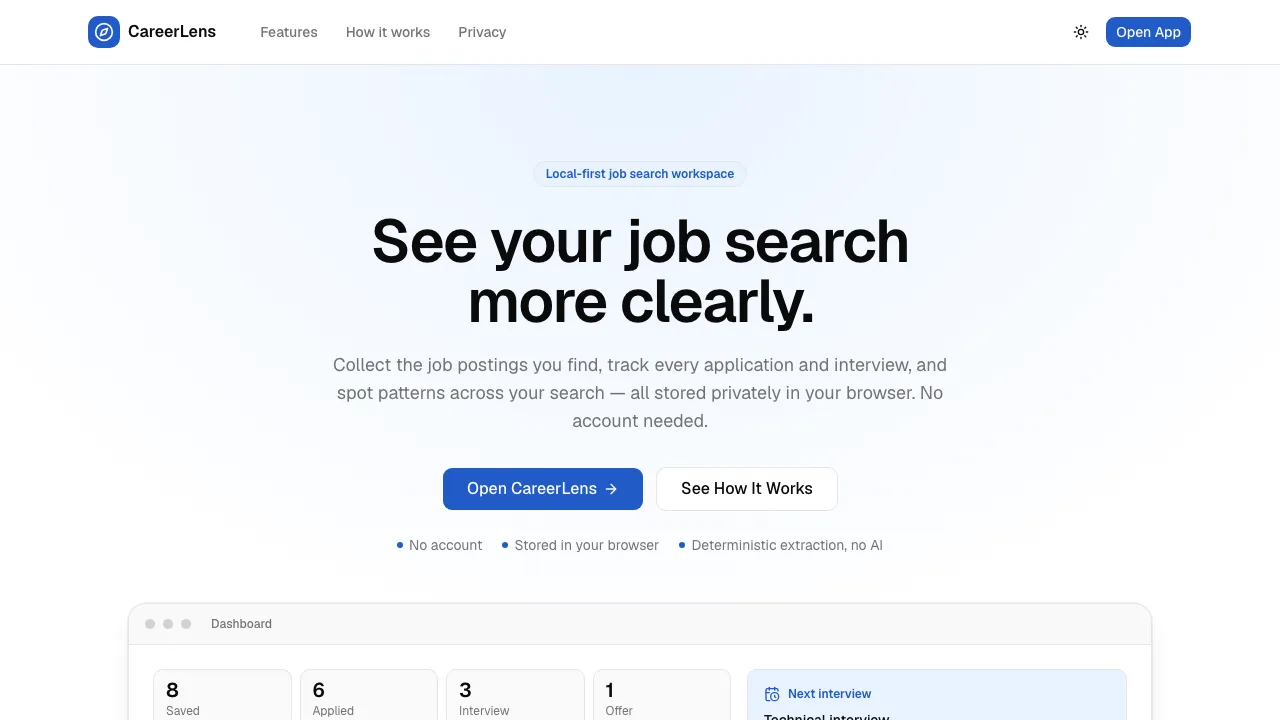 CareerLens
Features
How it works
Privacy
Open App
Local-first job search workspace
See your job search
more clearly.
Collect the job postings you find, track every application and interview, and
spot patterns across your search — all stored privately in your browser. No
account needed.
Open CareerLens →
See How It Works
No account
Stored in your browser
Deterministic extraction, no AI
Dashboard
8
Saved
6
Applied
3
Interview
1
Offer
Next interview
Technical interview